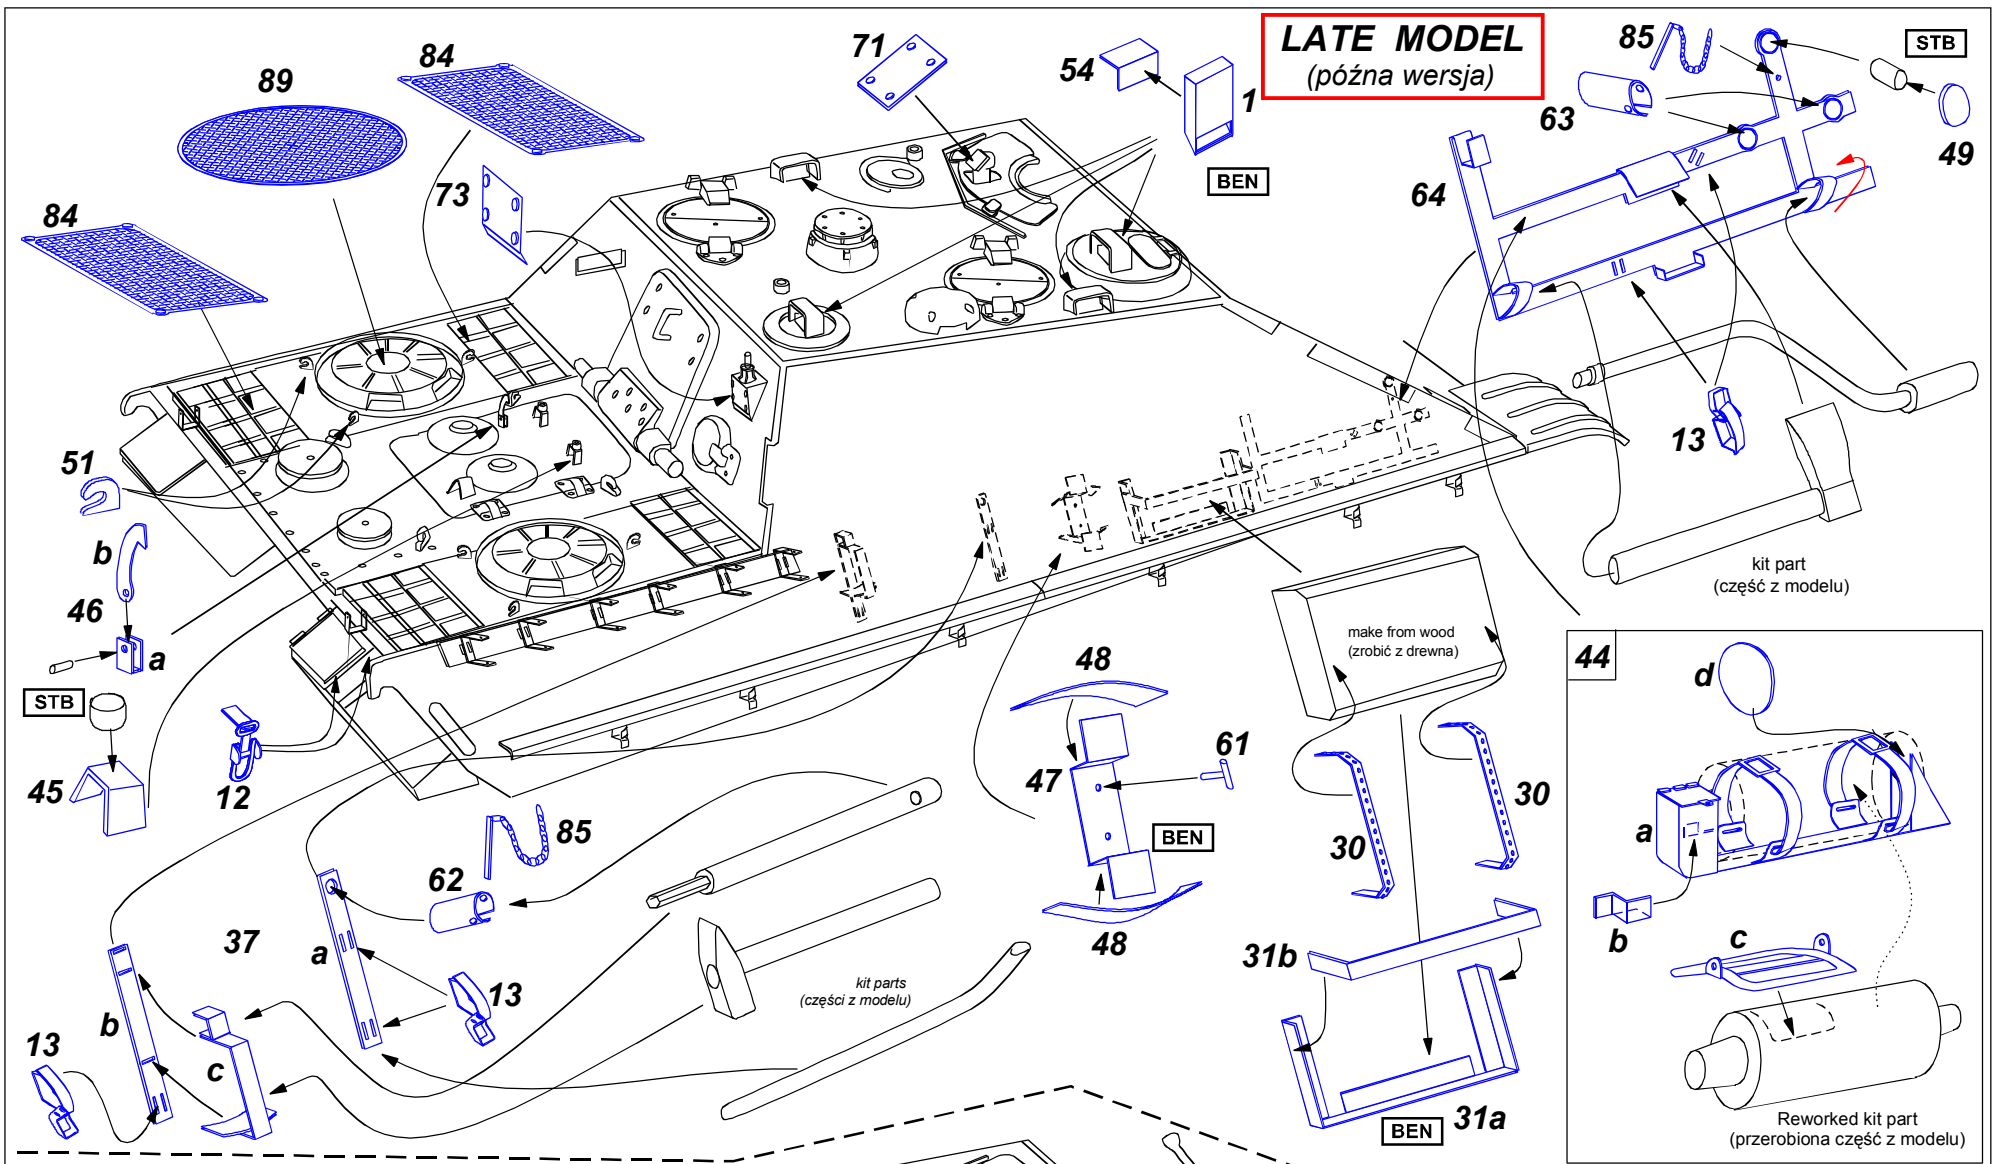 84
71
54
1
LATE MODEL
(późna wersja)
85
STB
89
63
49
BEN
73
64
84
13
51
b
46
a
kit part
(część z modelu)
make from wood
(zrobić z drewna)
44
d
48
STB
61
47
45
12
30
30
85
BEN
a
62
b
c
48
37
a
31b
13
kit parts
(części z modelu)
b
13
c
31a
BEN
Reworked kit part
(przerobiona część z modelu)